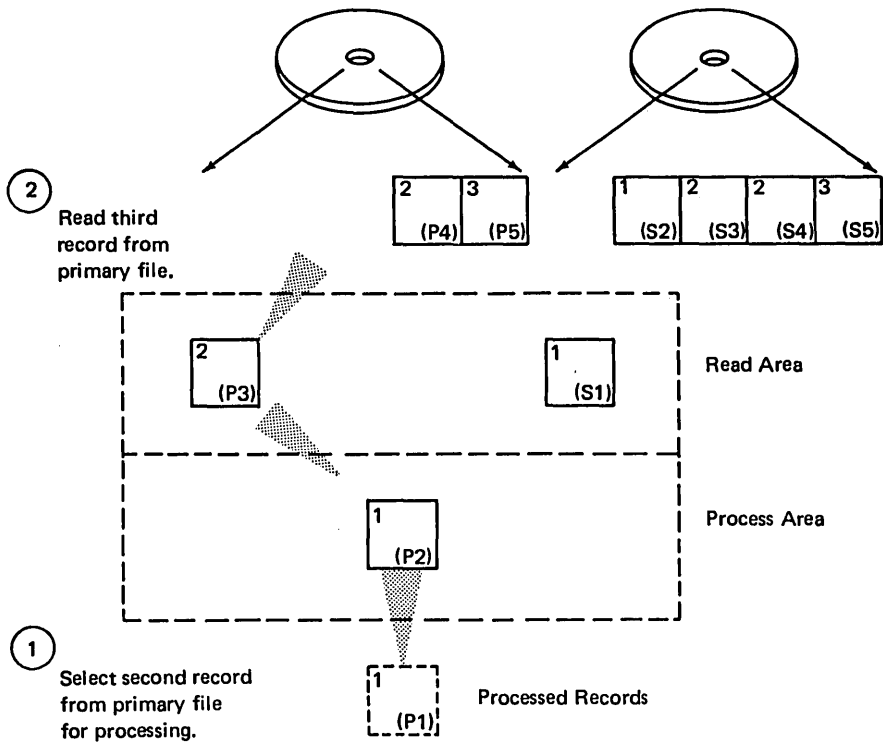 2
Read third
record from
primary file.
2 3 1 2 2 3
(P4) (P5) (S2) (S3) (S4) (S5)
2 1
(P3) (S1)
Read Area
1
(P2)
Process Area
1
Select second record
from primary file
for processing.
1
(P1)
Processed Records